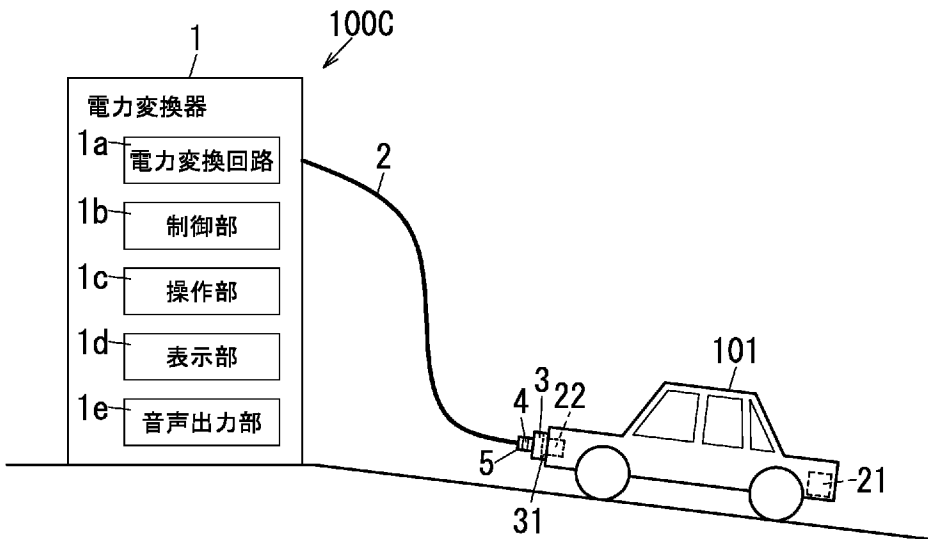 100C
1
電力変換器
1a 電力変換回路
2
1b 制御部
1c 操作部
1d 表示部
101
1e 音声出力部
4 3 22
5
31
21